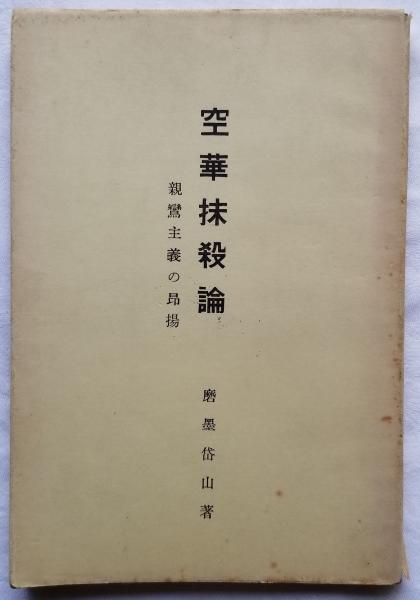 空華抹殺論
親鸞主義の昂揚
磨墨岱山著